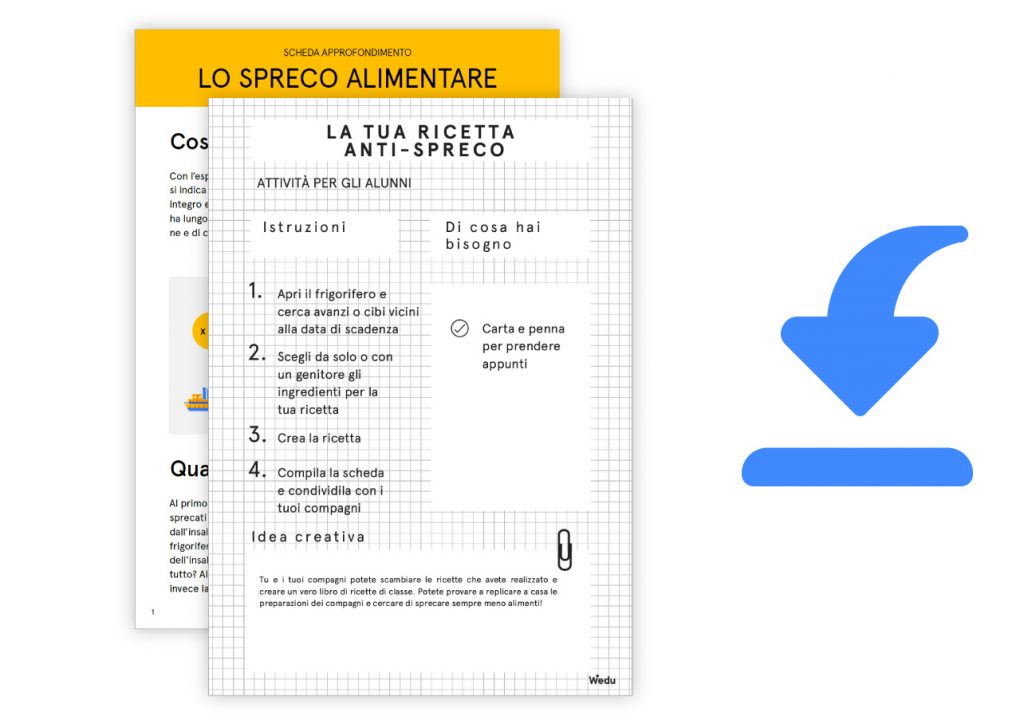 SCHEDA APPROFONDIMENTO
LO SPRECO ALIMENTARE
Cos
Con l'esp
si indica
integro e
ha lungo
ne e di c
x
Qua
Al primo
sprecati
dall'insal
frigorifer
dell'insal
tutto? Al
invece la
1
LA TUA RICETTA
ANTI-SPRECO
ATTIVITÀ PER GLI ALUNNI
Istruzioni
1. Apri il frigorifero e
cerca avanzi o cibi vicini
alla data di scadenza
2. Scegli da solo o con
un genitore gli
ingredienti per la
tua ricetta
3. Crea la ricetta
4. Compila la scheda
e condividila con i
tuoi compagni
Di cosa hai
bisogno
Carta e penna
per prendere
appunti
Idea creativa
Tu e i tuoi compagni potete scambiare le ricette che avete realizzato e
creare un vero libro di ricette di classe. Potete provare a replicare a casa le
preparazioni dei compagni e cercare di sprecare sempre meno alimenti!
Wedu